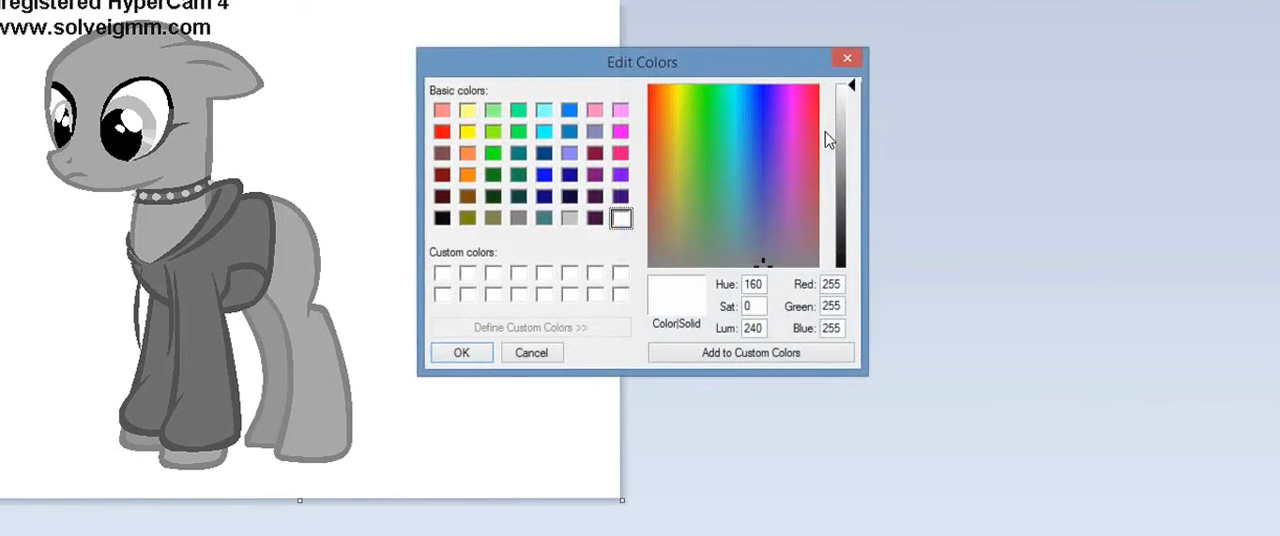 HyperCam 4
www.solveigmm.com
Edit Colors
Basic colors:
Custom colors:
Define Custom Colors >>
OK
Cancel
Color|Solid
Hue: 160
Sat: 0
Lum: 240
Red: 255
Green: 255
Blue: 255
Add to Custom Colors